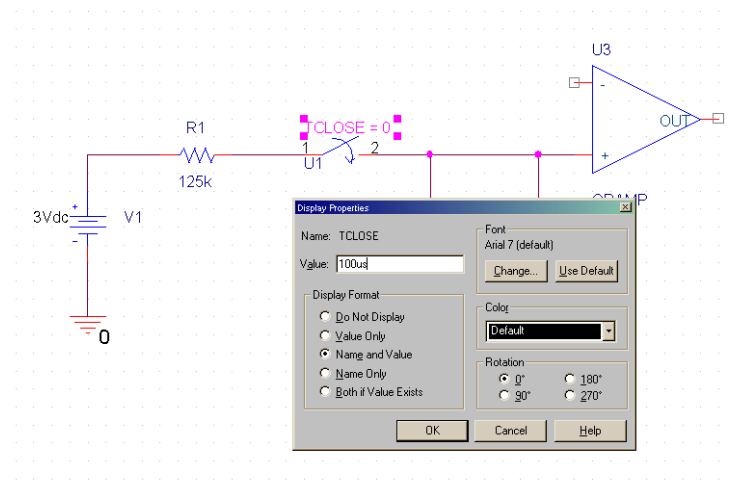 U3
-
OUT
+
R1
TCLOSE = 0
1
2
U1
125k
3Vdc
+
-
V1
0
OPAMP
Display Properties
Name: TCLOSE
Value: 100us
Display Format
Do Not Display
Value Only
Name and Value
Name Only
Both if Value Exists
Font
Arial 7 (default)
Change...
Use Default
Color
Default
Rotation
0°
180°
90°
270°
OK
Cancel
Help